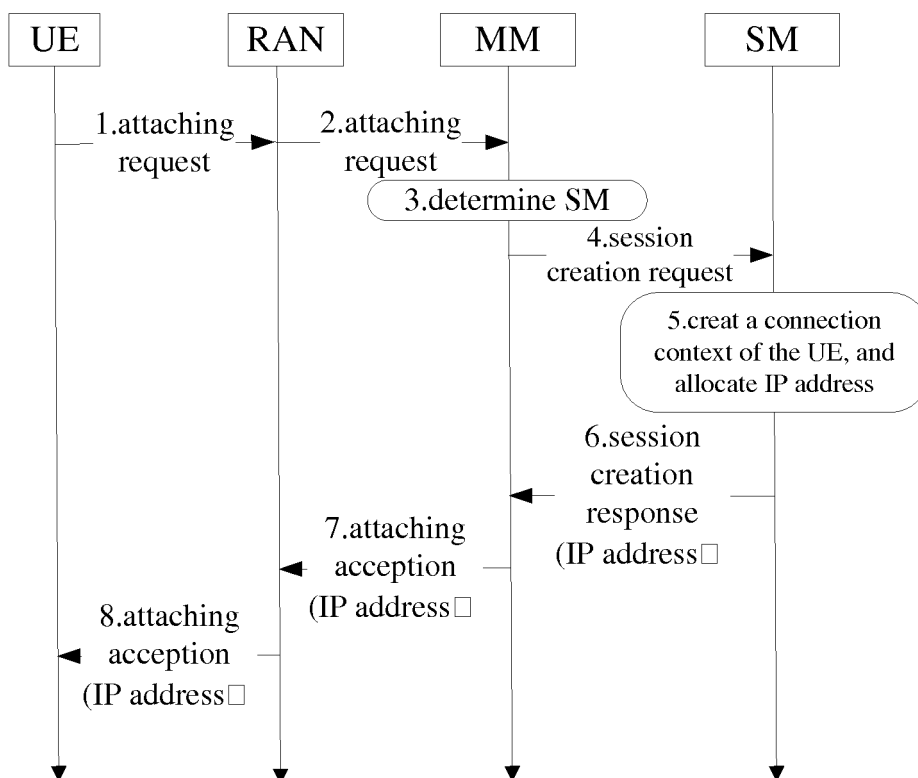 UE
RAN
MM
SM
1.attaching
request
2.attaching
request
3.determine SM
4.session
creation request
5.creat a connection
context of the UE, and
allocate IP address
6.session
creation
response
(IP address□
7.attaching
acception
(IP address□
8.attaching
acception
(IP address□